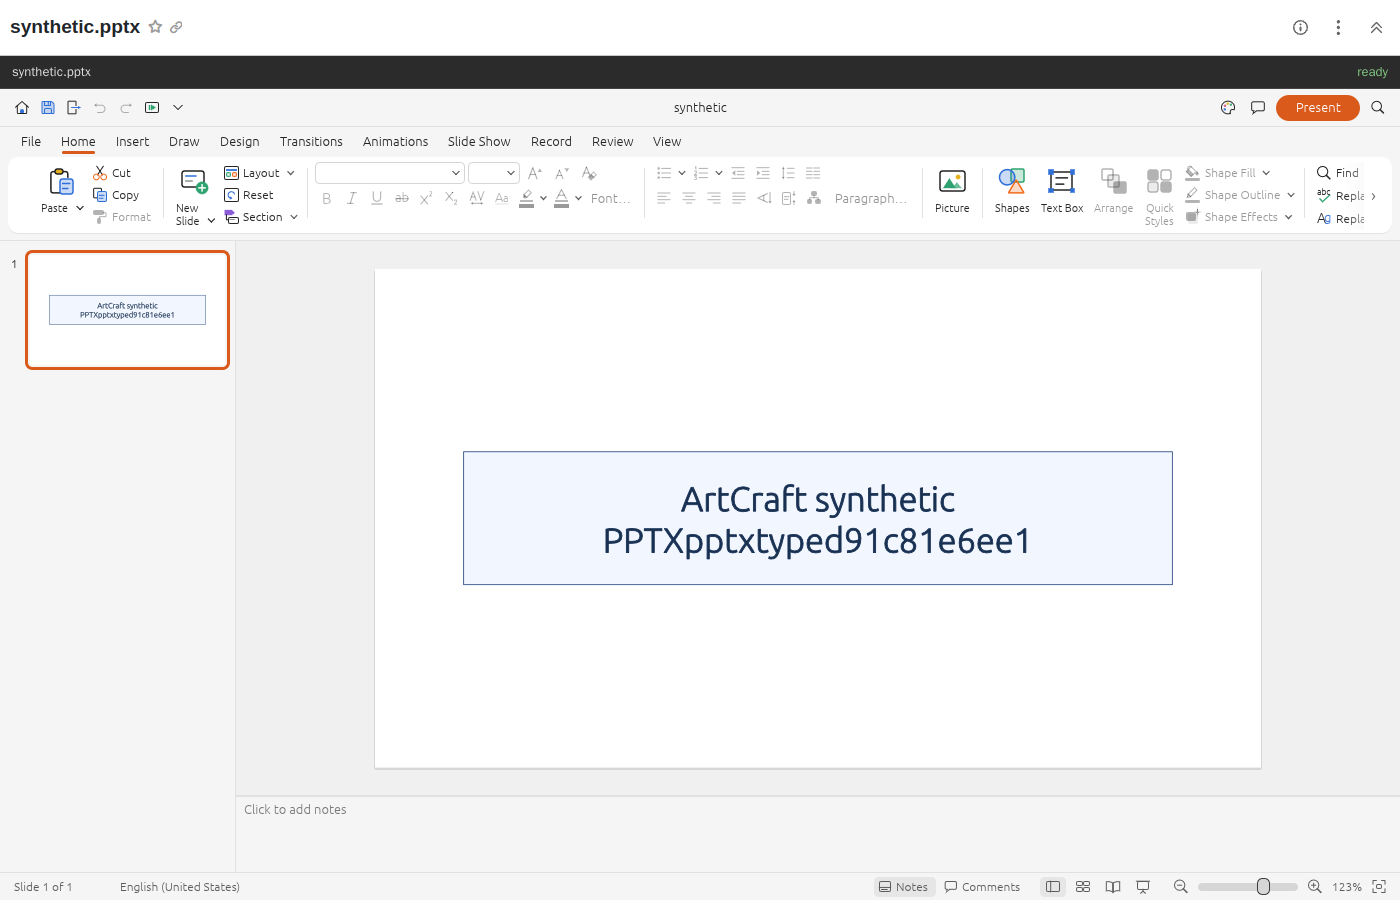 synthetic.pptx
synthetic.pptx
ready
synthetic
Present
File Home Insert Draw Design Transitions Animations Slide Show Record Review View
Paste
Cut
Copy
Format
New
Slide
Layout
Reset
Section
Font...
Paragraph...
Picture
Shapes
Text Box
Arrange
Quick
Styles
Shape Fill
Shape Outline
Shape Effects
Find
Repla
Repla
1
ArtCraft synthetic
PPTXpptxtyped91c81e6ee1
ArtCraft synthetic
PPTXpptxtyped91c81e6ee1
Click to add notes
Slide 1 of 1
English (United States)
Notes
Comments
123%